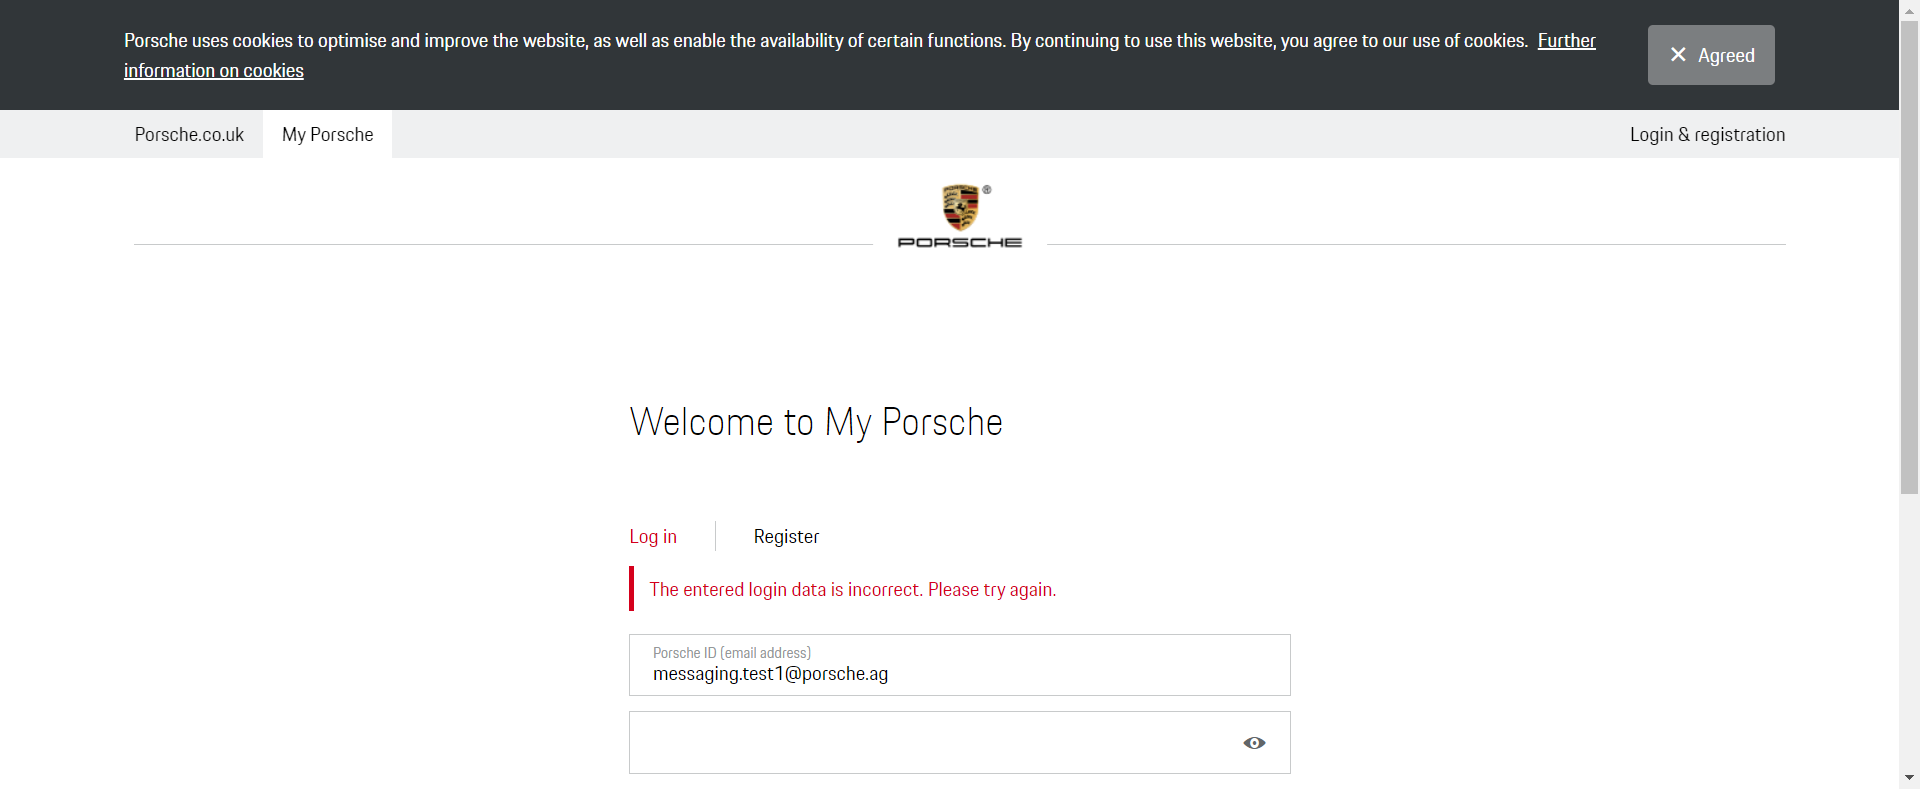 Porsche uses cookies to optimise and improve the website, as well as enable the availability of certain functions. By continuing to use this website, you agree to our use of cookies. Further
information on cookies
Agreed
Porsche.co.uk
My Porsche
Login & registration
PORSCHE
®
PORSCHE
Welcome to My Porsche
Log in
Register
The entered login data is incorrect. Please try again.
Porsche ID (email address)
messaging.test1@porsche.ag